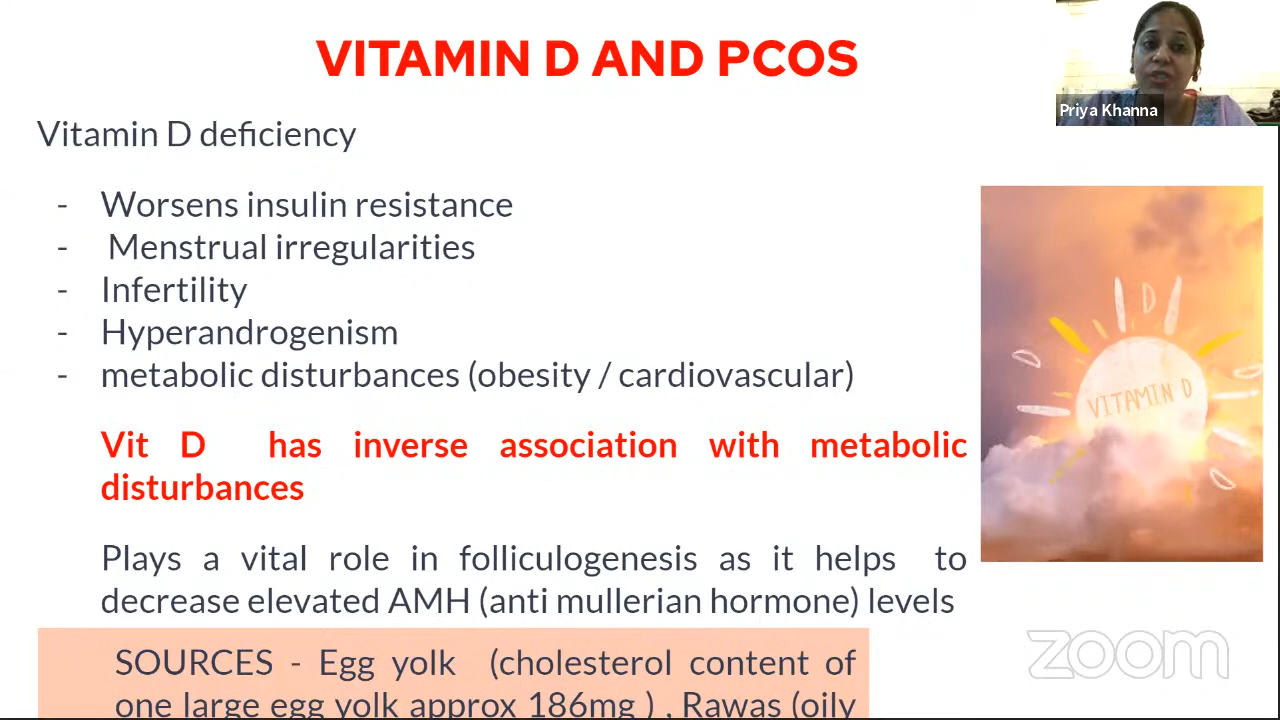 VITAMIN D AND PCOS
Priya Khanna
Vitamin D deficiency
- Worsens insulin resistance
- Menstrual irregularities
- Infertility
- Hyperandrogenism
- metabolic disturbances (obesity / cardiovascular)
Vit D has inverse association with metabolic
disturbances
Plays a vital role in folliculogenesis as it helps to
decrease elevated AMH (anti mullerian hormone) levels
SOURCES - Egg yolk (cholesterol content of
one large egg yolk approx 186mg ) , Rawas (oily
D
VITAMIN D
zoom